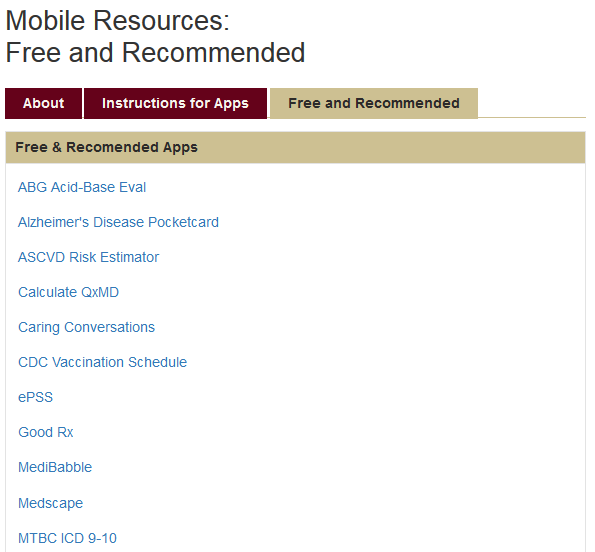 Mobile Resources:
Free and Recommended
About
Instructions for Apps
Free and Recommended
Free & Recomended Apps
ABG Acid-Base Eval
Alzheimer's Disease Pocketcard
ASCVD Risk Estimator
Calculate QxMD
Caring Conversations
CDC Vaccination Schedule
ePSS
Good Rx
MediBabble
Medscape
MTBC ICD 9-10